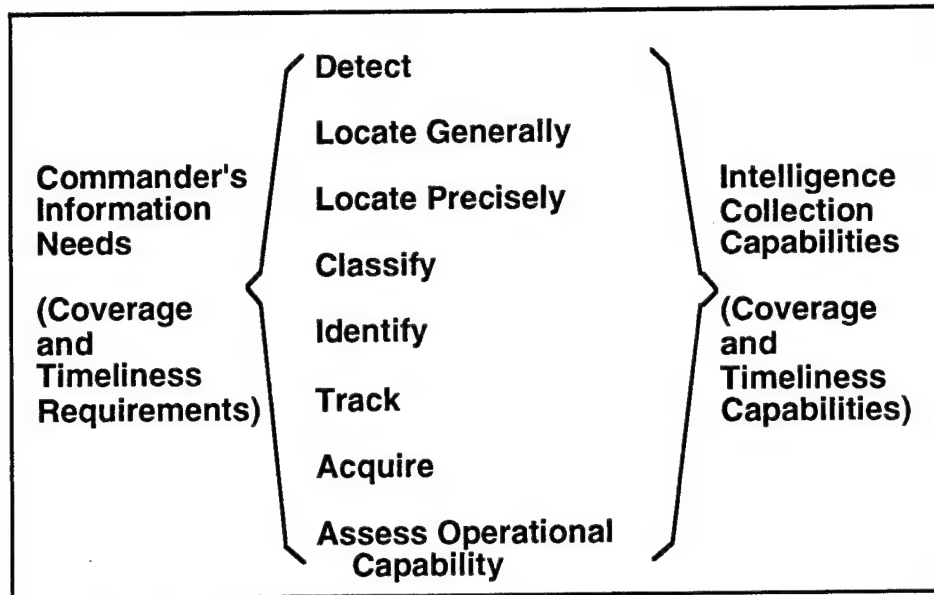 Commander's
Information
Needs
(Coverage
and
Timeliness
Requirements)
Detect
Locate Generally
Locate Precisely
Classify
Identify
Track
Acquire
Assess Operational
Capability
Intelligence
Collection
Capabilities
(Coverage
and
Timeliness
Capabilities)